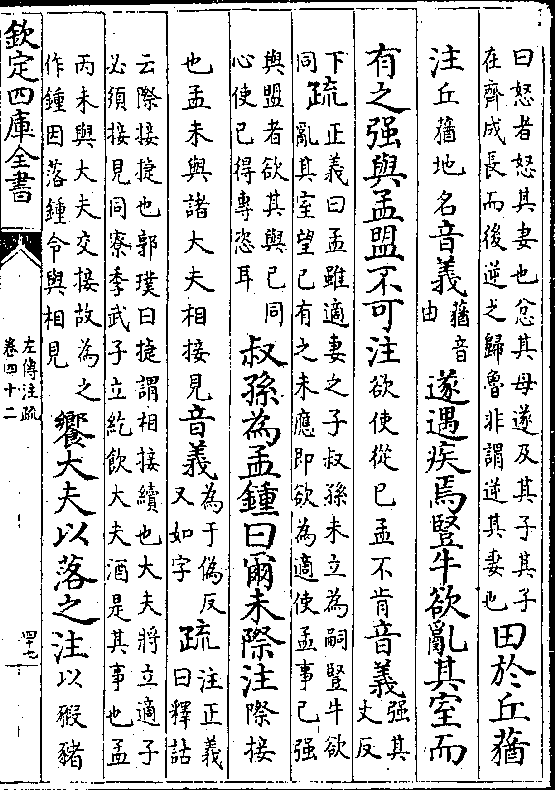 曰怒者怒其妻也忿其母遂及其子其子
在齊成長而後逆之歸魯非謂逆其妻也
田於丘蕕
注丘蕕地名音義
蕕音
由
遂遇疾焉豎牛欲亂其室而
有之强與孟盟不可注欲使從已孟不肯音義
强其
丈反
下
同
疏
正義曰孟雖適妻之子叔孫未立為嗣豎牛欲
亂其室望已有之未應即欲為適使孟事已强
與盟者欲其與已同
心使已得專恣耳
叔孫為孟鍾曰爾未際注際接
也孟未與諸大夫相接見音義
為于偽反
又如字
疏
注正義
曰釋詁
云際接捷也郭璞曰捷謂相接續也大夫將立適子
必須接見同寮季武子立紇飲大夫酒是其事也孟
丙未與大夫交接故為之
作鍾因落鍾令與相見
饗大夫以落之注以豭豬
欽定四庫全書
左傳注疏
卷四十二
四十七